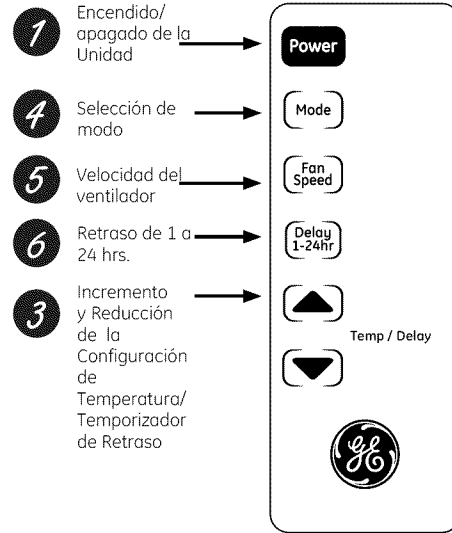 1
Encendido/
apagado de la
Unidad
Power
4
Selección de
modo
Mode
5
Velocidad del
ventilador
Fan
Speed
6
Retraso de 1 a
24 hrs.
Delay
1-24hr
3
Incremento
y Reducción
de la
Configuración
de
Temperatura/
Temporizador
de Retraso
Temp / Delay
GE